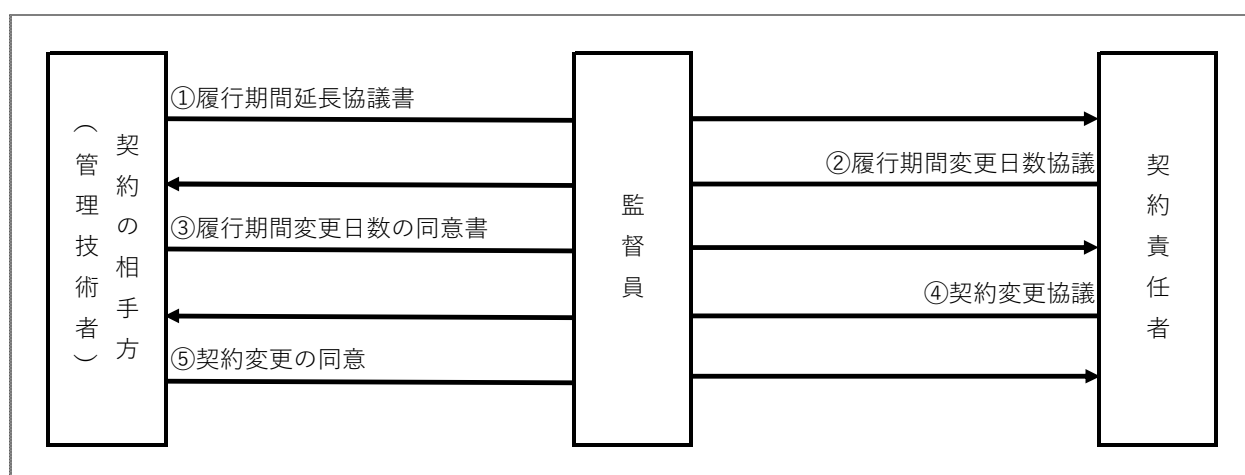 契約の相手方
（管理技術者）
①履行期間延長協議書
②履行期間変更日数協議
③履行期間変更日数の同意書
④契約変更協議
⑤契約変更の同意
監督員
契約責任者